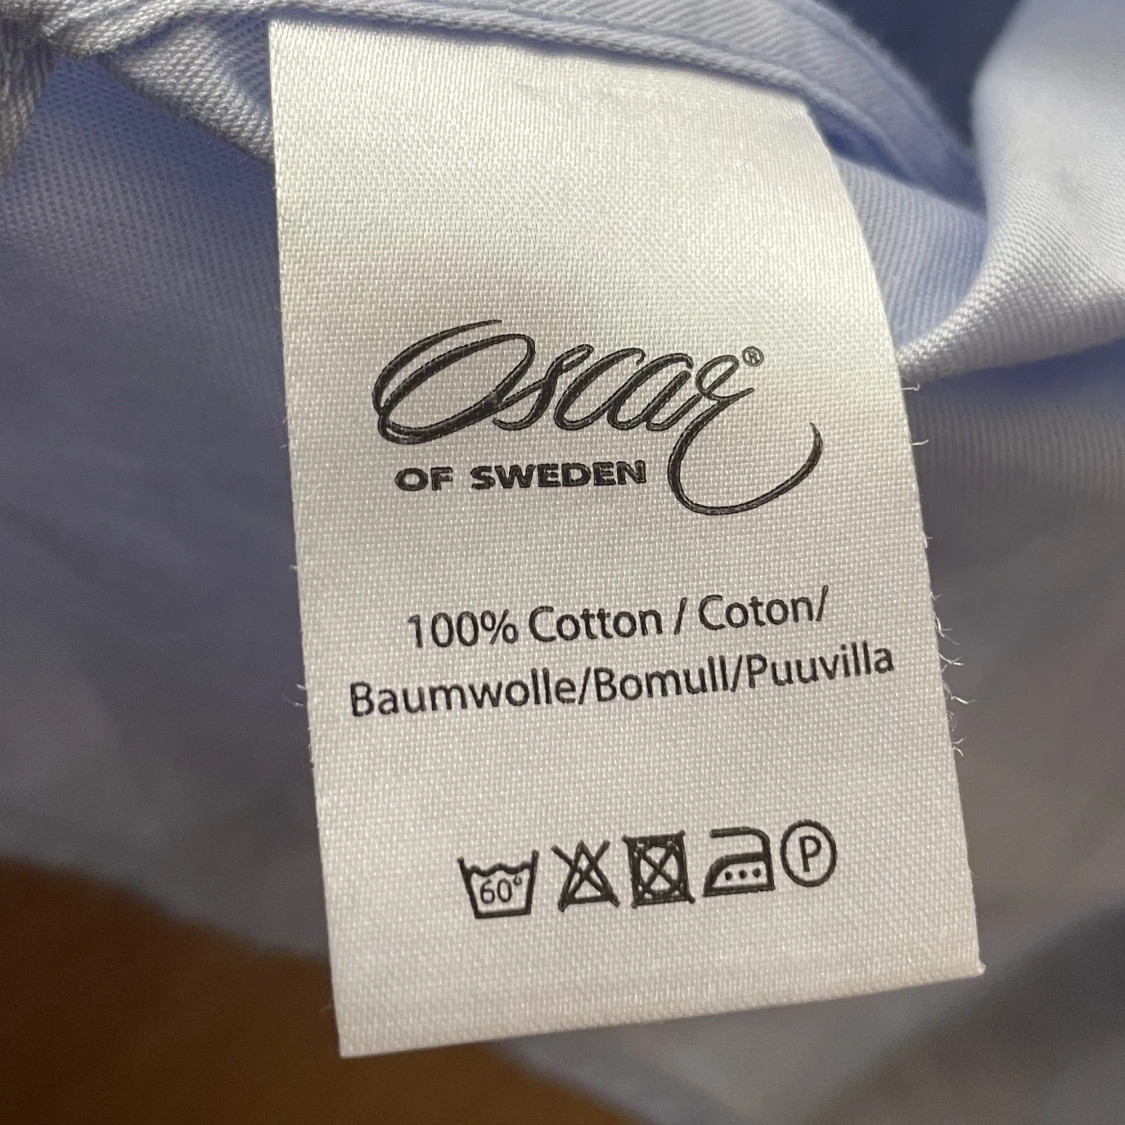 Oscar®
OF SWEDEN
100% Cotton / Coton/
Baumwolle/Bomull/Puuvilla
60° P